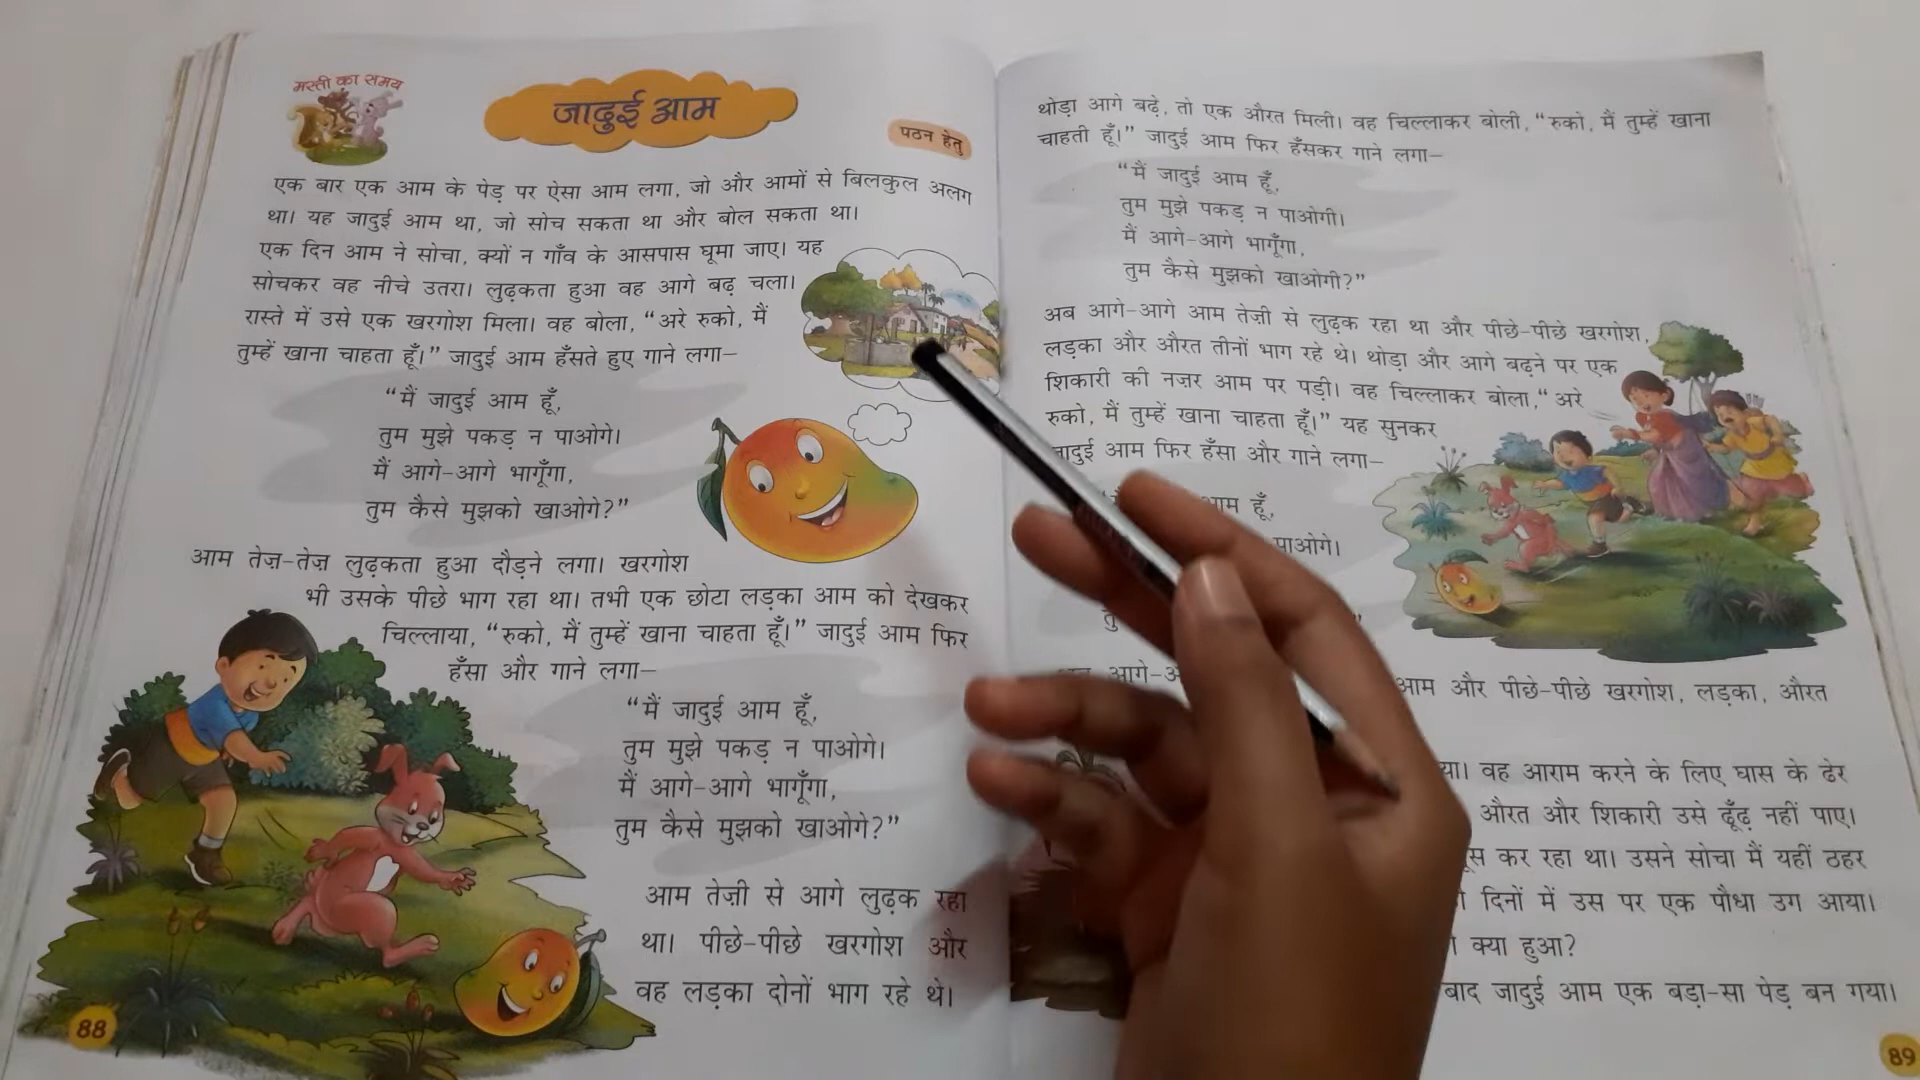 मस्ती का समय
जादुई आम
पठन हेतु
एक बार एक आम के पेड़ पर ऐसा आम लगा, जो और आमों से बिलकुल अलग
था। यह जादुई आम था, जो सोच सकता था और बोल सकता था।
एक दिन आम ने सोचा, क्यों न गाँव के आसपास घूमा जाए। यह
सोचकर वह नीचे उतरा। लुढ़कता हुआ वह आगे बढ़ चला।
रास्ते में उसे एक खरगोश मिला। वह बोला, “अरे रुको, मैं
तुम्हें खाना चाहता हूँ।” जादुई आम हँसते हुए गाने लगा–
“मैं जादुई आम हूँ,
तुम मुझे पकड़ न पाओगे।
मैं आगे-आगे भागूँगा,
तुम कैसे मुझको खाओगे?”
आम तेज़-तेज़ लुढ़कता हुआ दौड़ने लगा। खरगोश
भी उसके पीछे भाग रहा था। तभी एक छोटा लड़का आम को देखकर
चिल्लाया, “रुको, मैं तुम्हें खाना चाहता हूँ।” जादुई आम फिर
हँसा और गाने लगा–
“मैं जादुई आम हूँ,
तुम मुझे पकड़ न पाओगे।
मैं आगे-आगे भागूँगा,
तुम कैसे मुझको खाओगे?”
आम तेज़ी से आगे लुढ़क रहा
था। पीछे-पीछे खरगोश और
वह लड़का दोनों भाग रहे थे।
88
थोड़ा आगे बढ़े, तो एक औरत मिली। वह चिल्लाकर बोली, “रुको, मैं तुम्हें खाना
चाहती हूँ।” जादुई आम फिर हँसकर गाने लगा–
“मैं जादुई आम हूँ,
तुम मुझे पकड़ न पाओगी।
मैं आगे-आगे भागूँगा,
तुम कैसे मुझको खाओगी?”
अब आगे-आगे आम तेज़ी से लुढ़क रहा था और पीछे-पीछे खरगोश,
लड़का और औरत तीनों भाग रहे थे। थोड़ा और आगे बढ़ने पर एक
शिकारी की नज़र आम पर पड़ी। वह चिल्लाकर बोला, “अरे
रुको, मैं तुम्हें खाना चाहता हूँ।” यह सुनकर
जादुई आम फिर हँसा और गाने लगा–
आम हूँ,
पाओगे।
आम और पीछे-पीछे खरगोश, लड़का, औरत
वह आराम करने के लिए घास के ढेर
औरत और शिकारी उसे ढूँढ़ नहीं पाए।
कर रहा था। उसने सोचा मैं यहीं ठहर
दिनों में उस पर एक पौधा उग आया।
क्या हुआ?
बाद जादुई आम एक बड़ा-सा पेड़ बन गया।
89